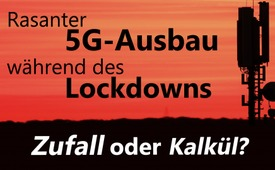 Rasanter
5G-Ausbau
während des
Lockdowns
Zufall oder Kalkül?